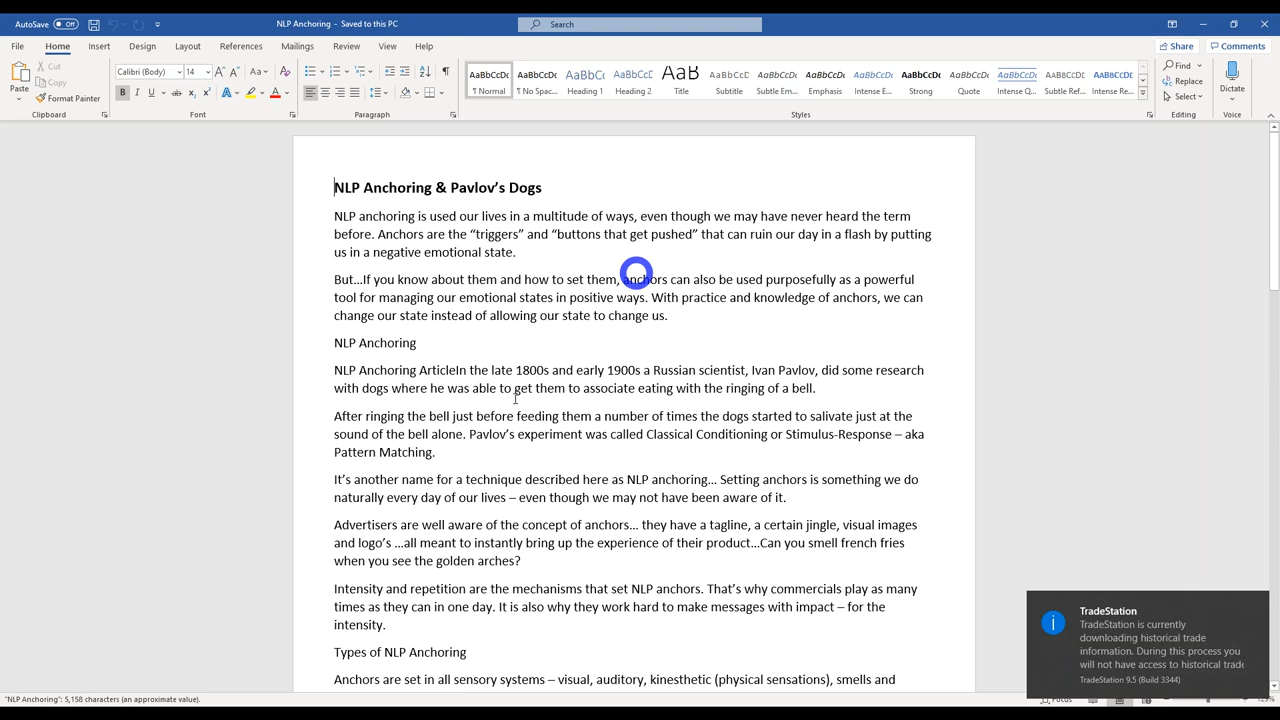 AutoSave Off NLP Anchoring - Saved to this PC Search
File Home Insert Design Layout References Mailings Review View Help Share Comments
Paste Cut Copy Format Painter Clipboard
Calibri (Body) 14 Aa
B I U ab A A Font
Paragraph
AaBbCcDc AaBbCcDc AaBbCc AaBbCcD AaB AaBbCcD AaBbCcDc AaBbCcDc AaBbCcDc AaBbCcDc AaBbCcDc AaBbCcDc AaBbCcDc AaBbCcDc
¶ Normal ¶ No Spac... Heading 1 Heading 2 Title Subtitle Subtle Em... Emphasis Intense E... Strong Quote Intense Q... Subtle Ref... Intense Re...
Styles
Find Replace Select Editing
Dictate Voice
NLP Anchoring & Pavlov’s Dogs
NLP anchoring is used our lives in a multitude of ways, even though we may have never heard the term
before. Anchors are the “triggers” and “buttons that get pushed” that can ruin our day in a flash by putting
us in a negative emotional state.
But…If you know about them and how to set them, anchors can also be used purposefully as a powerful
tool for managing our emotional states in positive ways. With practice and knowledge of anchors, we can
change our state instead of allowing our state to change us.
NLP Anchoring
NLP Anchoring ArticleIn the late 1800s and early 1900s a Russian scientist, Ivan Pavlov, did some research
with dogs where he was able to get them to associate eating with the ringing of a bell.
After ringing the bell just before feeding them a number of times the dogs started to salivate just at the
sound of the bell alone. Pavlov’s experiment was called Classical Conditioning or Stimulus-Response – aka
Pattern Matching.
It’s another name for a technique described here as NLP anchoring… Setting anchors is something we do
naturally every day of our lives – even though we may not have been aware of it.
Advertisers are well aware of the concept of anchors… they have a tagline, a certain jingle, visual images
and logo’s …all meant to instantly bring up the experience of their product…Can you smell french fries
when you see the golden arches?
Intensity and repetition are the mechanisms that set NLP anchors. That’s why commercials play as many
times as they can in one day. It is also why they work hard to make messages with impact – for the
intensity.
Types of NLP Anchoring
Anchors are set in all sensory systems – visual, auditory, kinesthetic (physical sensations), smells and
TradeStation
TradeStation is currently
downloading historical trade
information. During this process you
will not have access to historical trade
TradeStation 9.5 (Build 3344)
"NLP Anchoring": 5,158 characters (an approximate value). Focus